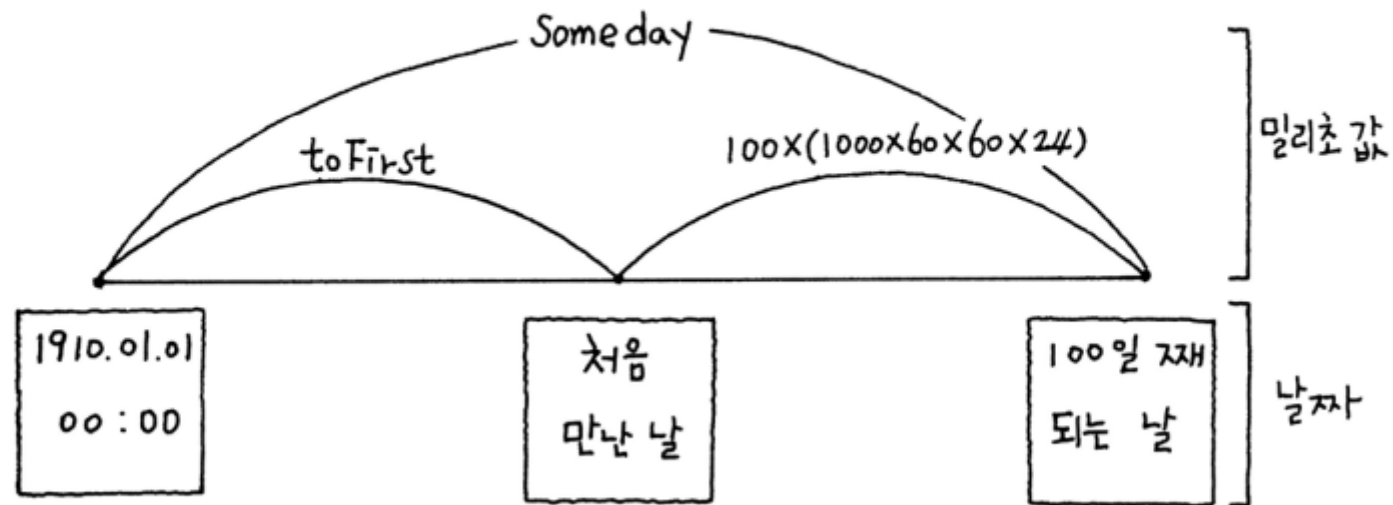 Someday
toFirst
100×(1000×60×60×24)
밀리초 값
1910.01.01
00:00
처음
만난 날
100일 째
되는 날
날짜